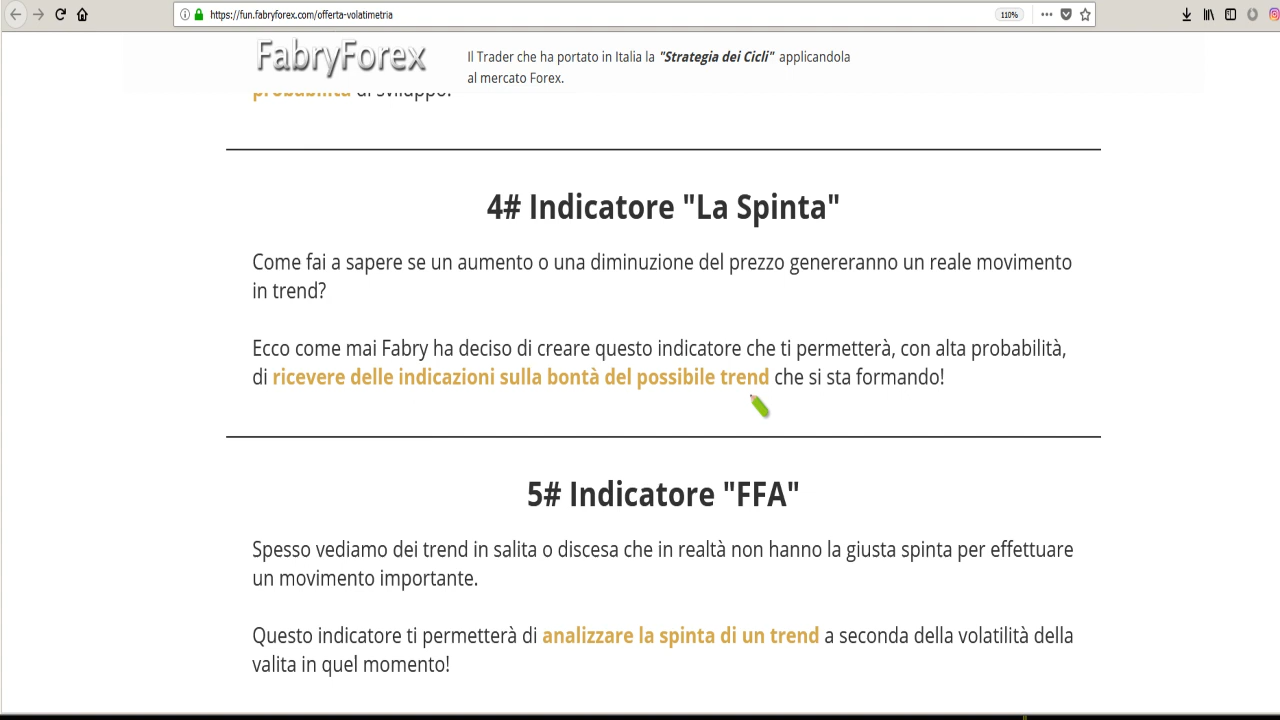 https://fun.fabryforex.com/offerta-volatimetria
110%
FabryForex
Il Trader che ha portato in Italia la "Strategia dei Cicli" applicandola
al mercato Forex.
probabilità di sviluppo.
4# Indicatore "La Spinta"
Come fai a sapere se un aumento o una diminuzione del prezzo genereranno un reale movimento
in trend?
Ecco come mai Fabry ha deciso di creare questo indicatore che ti permetterà, con alta probabilità,
di ricevere delle indicazioni sulla bontà del possibile trend che si sta formando!
5# Indicatore "FFA"
Spesso vediamo dei trend in salita o discesa che in realtà non hanno la giusta spinta per effettuare
un movimento importante.
Questo indicatore ti permetterà di analizzare la spinta di un trend a seconda della volatilità della
valita in quel momento!